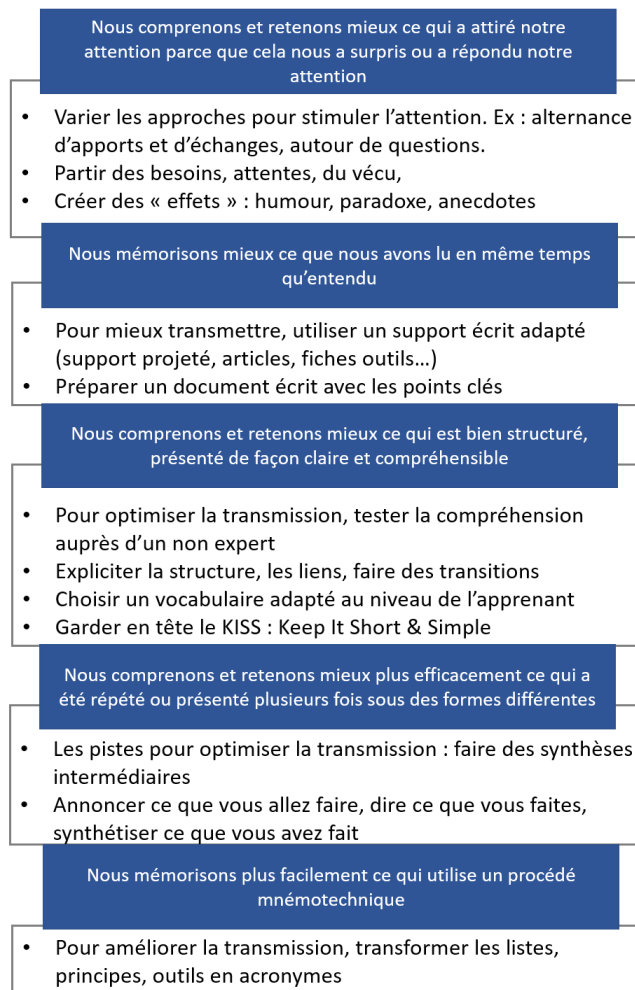 Nous comprenons et retenons mieux ce qui a attiré notre
attention parce que cela nous a surpris ou a répondu notre
attention
• Varier les approches pour stimuler l'attention. Ex : alternance
d'apports et d'échanges, autour de questions.
• Partir des besoins, attentes, du vécu,
• Créer des « effets » : humour, paradoxe, anecdotes
Nous mémorisons mieux ce que nous avons lu en même temps
qu'entendu
• Pour mieux transmettre, utiliser un support écrit adapté
(support projeté, articles, fiches outils…)
• Préparer un document écrit avec les points clés
Nous comprenons et retenons mieux ce qui est bien structuré,
présenté de façon claire et compréhensible
• Pour optimiser la transmission, tester la compréhension
auprès d'un non expert
• Expliciter la structure, les liens, faire des transitions
• Choisir un vocabulaire adapté au niveau de l'apprenant
• Garder en tête le KISS : Keep It Short & Simple
Nous comprenons et retenons mieux plus efficacement ce qui a
été répété ou présenté plusieurs fois sous des formes différentes
• Les pistes pour optimiser la transmission : faire des synthèses
intermédiaires
• Annoncer ce que vous allez faire, dire ce que vous faites,
synthétiser ce que vous avez fait
Nous mémorisons plus facilement ce qui utilise un procédé
mnémotechnique
• Pour améliorer la transmission, transformer les listes,
principes, outils en acronymes